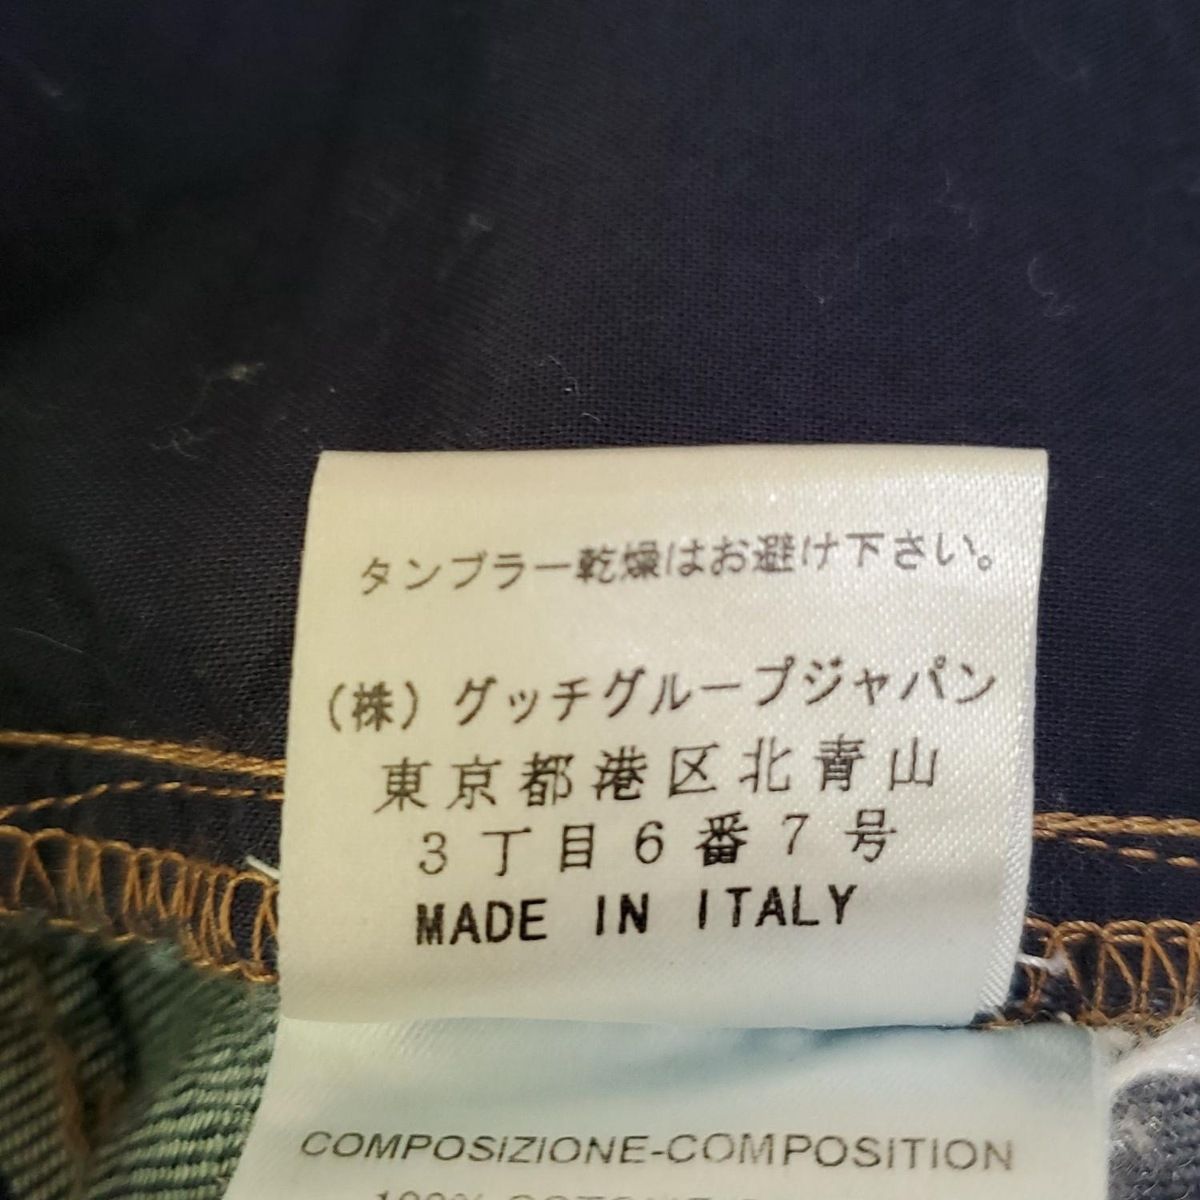 タンブラー乾燥はお避け下さい。
(株)グッチグループジャパン
東京都港区北青山
3丁目6番7号
MADE IN ITALY
COMPOSIZIONE-COMPOSITION
100%